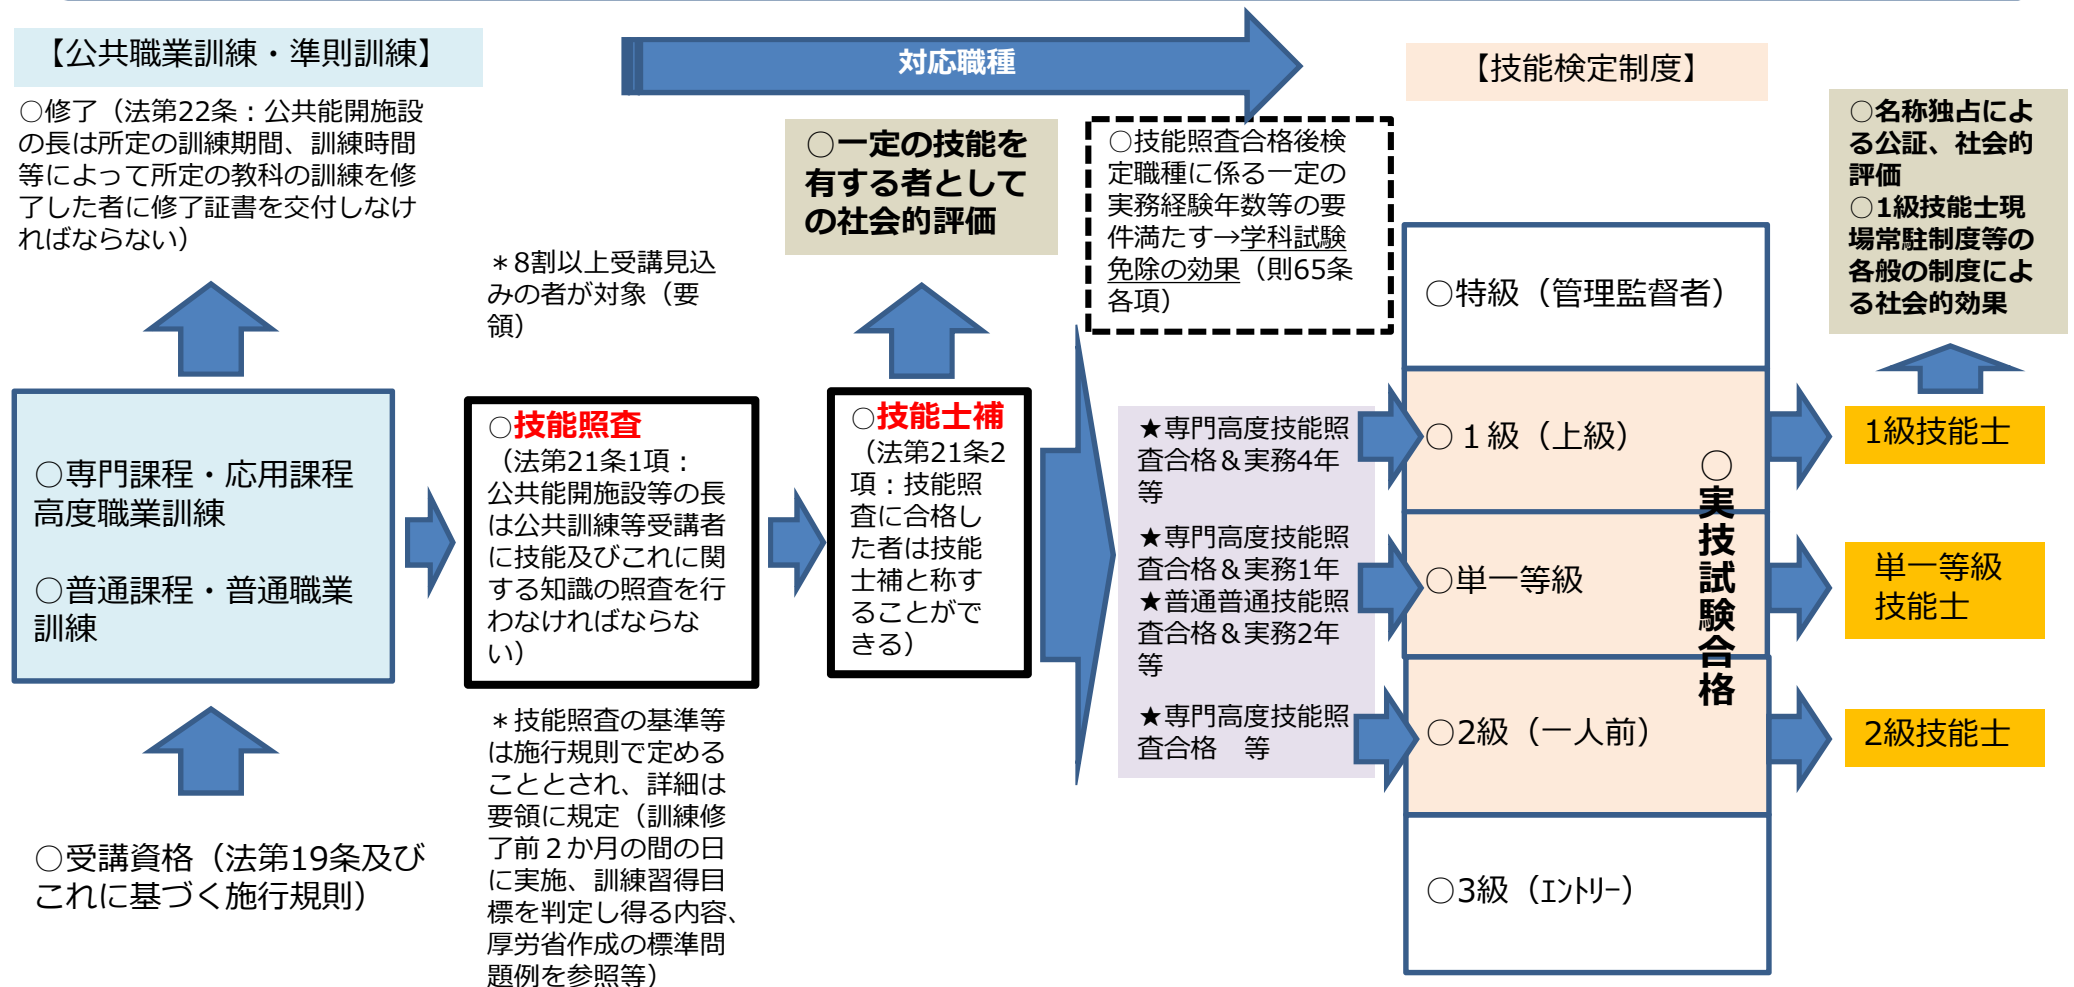 【公共職業訓練・準則訓練】
対応職種
【技能検定制度】
○修了（法第22条：公共能開施設
の長は所定の訓練期間、訓練時間
等によって所定の教科の訓練を修
了した者に修了証書を交付しなけ
ればならない）
＊8割以上受講見込
みの者が対象（要
領）
○一定の技能を
有する者として
の社会的評価
○技能照査合格後検
定職種に係る一定の
実務経験年数等の要
件満たす→学科試験
免除の効果（則65条
各項）
○名称独占によ
る公証、社会的
評価
○1級技能士現
場常駐制度等の
各般の制度によ
る社会的効果
○専門課程・応用課程
高度職業訓練
○普通課程・普通職業
訓練
○受講資格（法第19条及び
これに基づく施行規則）
○技能照査
（法第21条1項：
公共能開施設等の長
は公共訓練等受講者
に技能及びこれに関
する知識の照査を行
わなければならな
い）
＊技能照査の基準等
は施行規則で定める
こととされ、詳細は
要領に規定（訓練修
了前２か月の間の日
に実施、訓練習得目
標を判定し得る内容、
厚労省作成の標準問
題例を参照等）
○技能士補
（法第21条2
項：技能照
査に合格し
た者は技能
士補と称す
ることがで
きる）
★専門高度技能照
査合格＆実務4年
等
★専門高度技能照
査合格＆実務1年
★普通普通技能照
査合格＆実務2年
等
★専門高度技能照
査合格　等
○特級（管理監督者）
○１級（上級）
○単一等級
○2級（一人前）
○3級（ｴﾝﾄﾘｰ）
○実技試験合格
1級技能士
単一等級
技能士
2級技能士